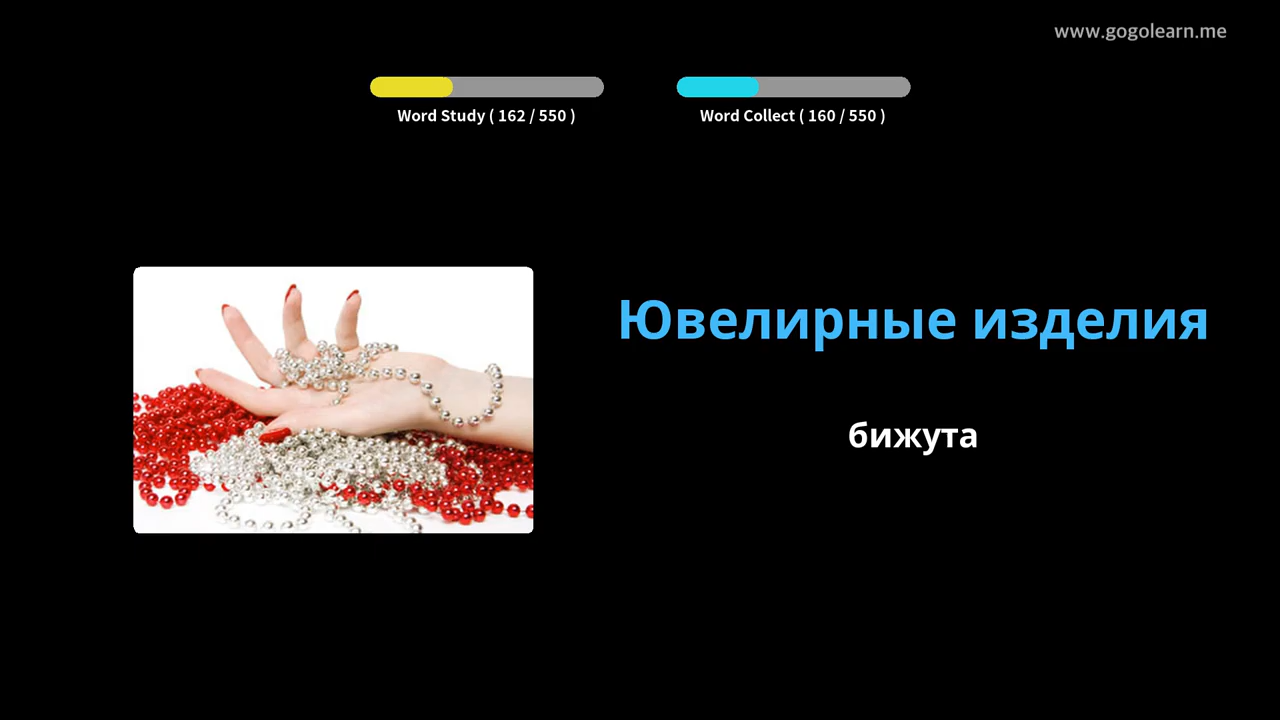 www.gogolearn.me
Word Study ( 162 / 550 )
Word Collect ( 160 / 550 )
Ювелирные изделия
бижута